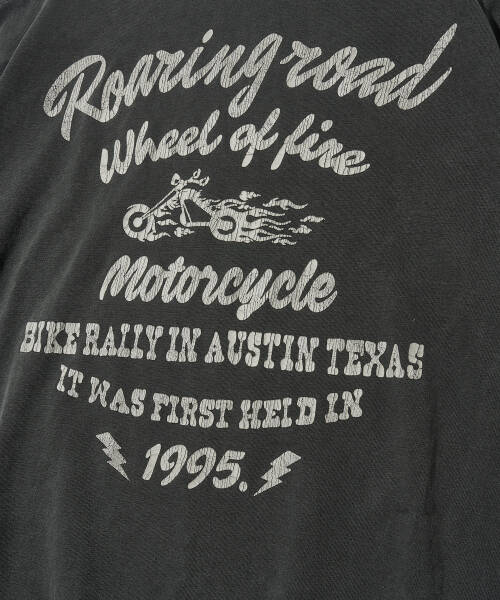 Roaring road
Wheel of fire
Motorcycle
BIKE RALLY IN AUSTIN TEXAS
IT WAS FIRST HELD IN
1995.